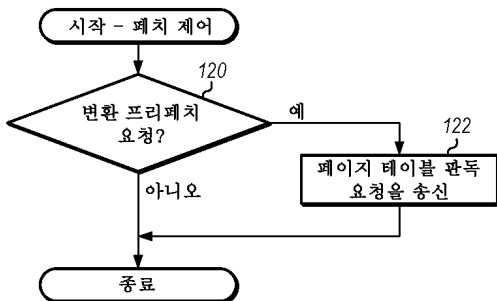 시작 - 페치 제어
120
변환 프리페치
요청?
예
122
페이지 테이블 판독
요청을 송신
아니오
종료